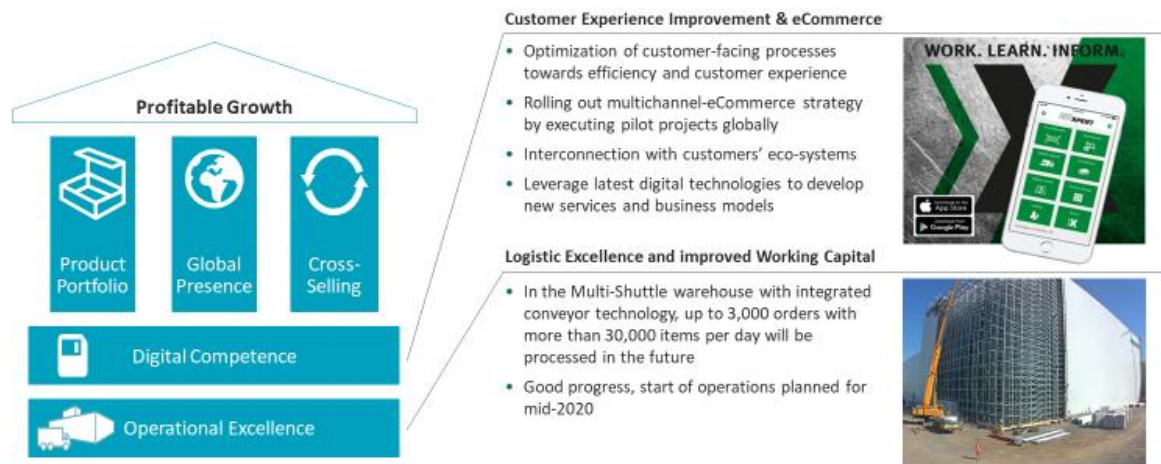 Profitable Growth
Product
Portfolio
Global
Presence
Cross-
Selling
Digital Competence
Operational Excellence
Customer Experience Improvement & eCommerce
• Optimization of customer-facing processes
towards efficiency and customer experience
• Rolling out multichannel-eCommerce strategy
by executing pilot projects globally
• Interconnection with customers’ eco-systems
• Leverage latest digital technologies to develop
new services and business models
WORK. LEARN. INFORM.
App Store
Google Play
Logistic Excellence and improved Working Capital
• In the Multi-Shuttle warehouse with integrated
conveyor technology, up to 3,000 orders with
more than 30,000 items per day will be
processed in the future
• Good progress, start of operations planned for
mid-2020